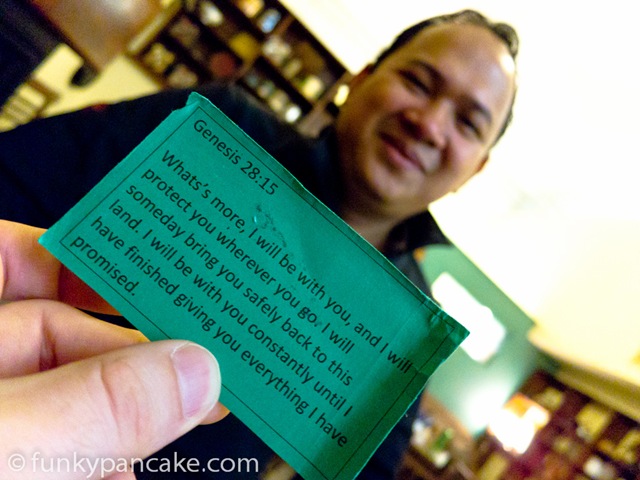 Genesis 28:15
Whats's more, I will be with you, and I will
protect you wherever you go. I will
someday bring you safely back to this
land. I will be with you constantly until I
have finished giving you everything I have
promised.
© funkypancake.com